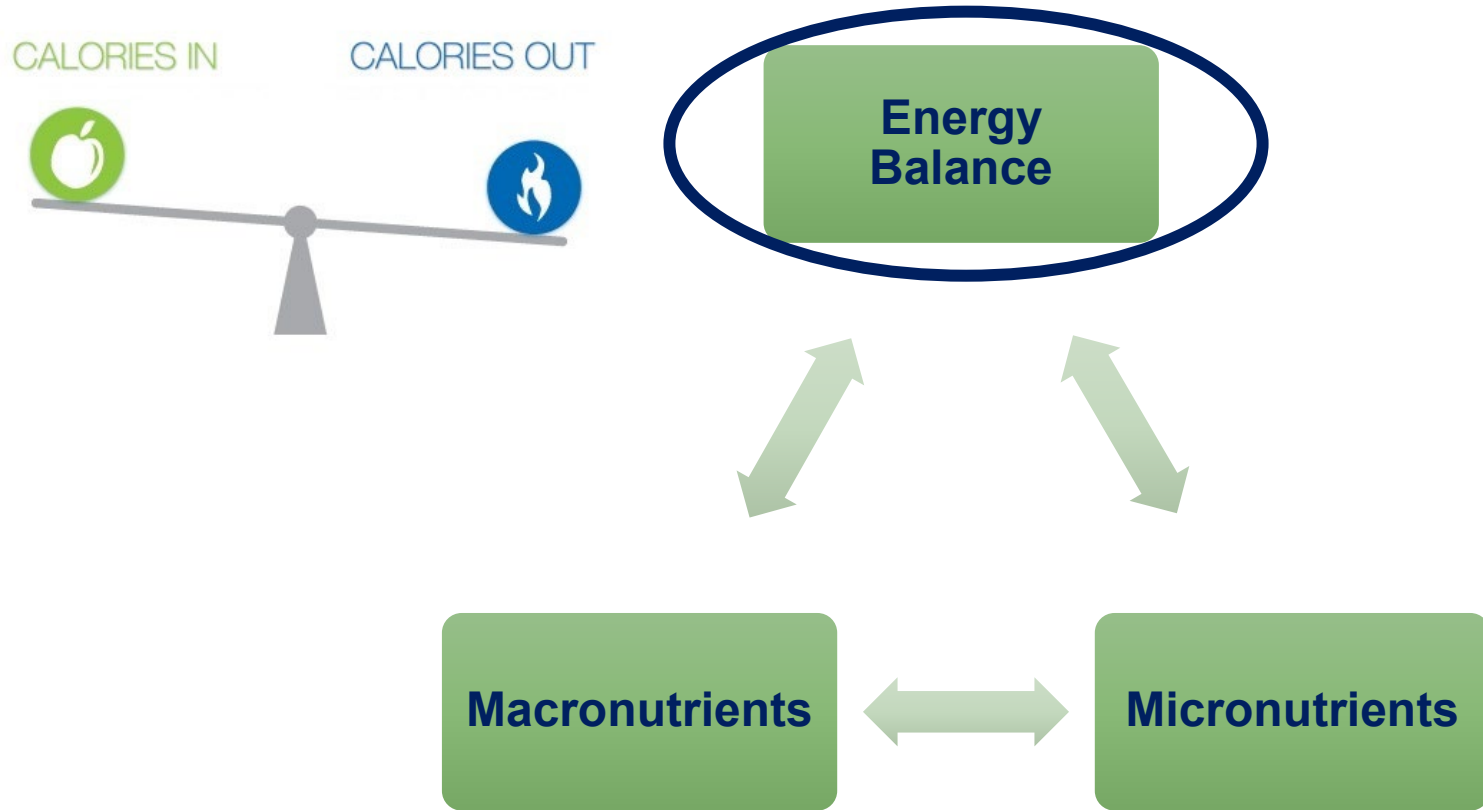 CALORIES IN
CALORIES OUT
Energy
Balance
Macronutrients
Micronutrients